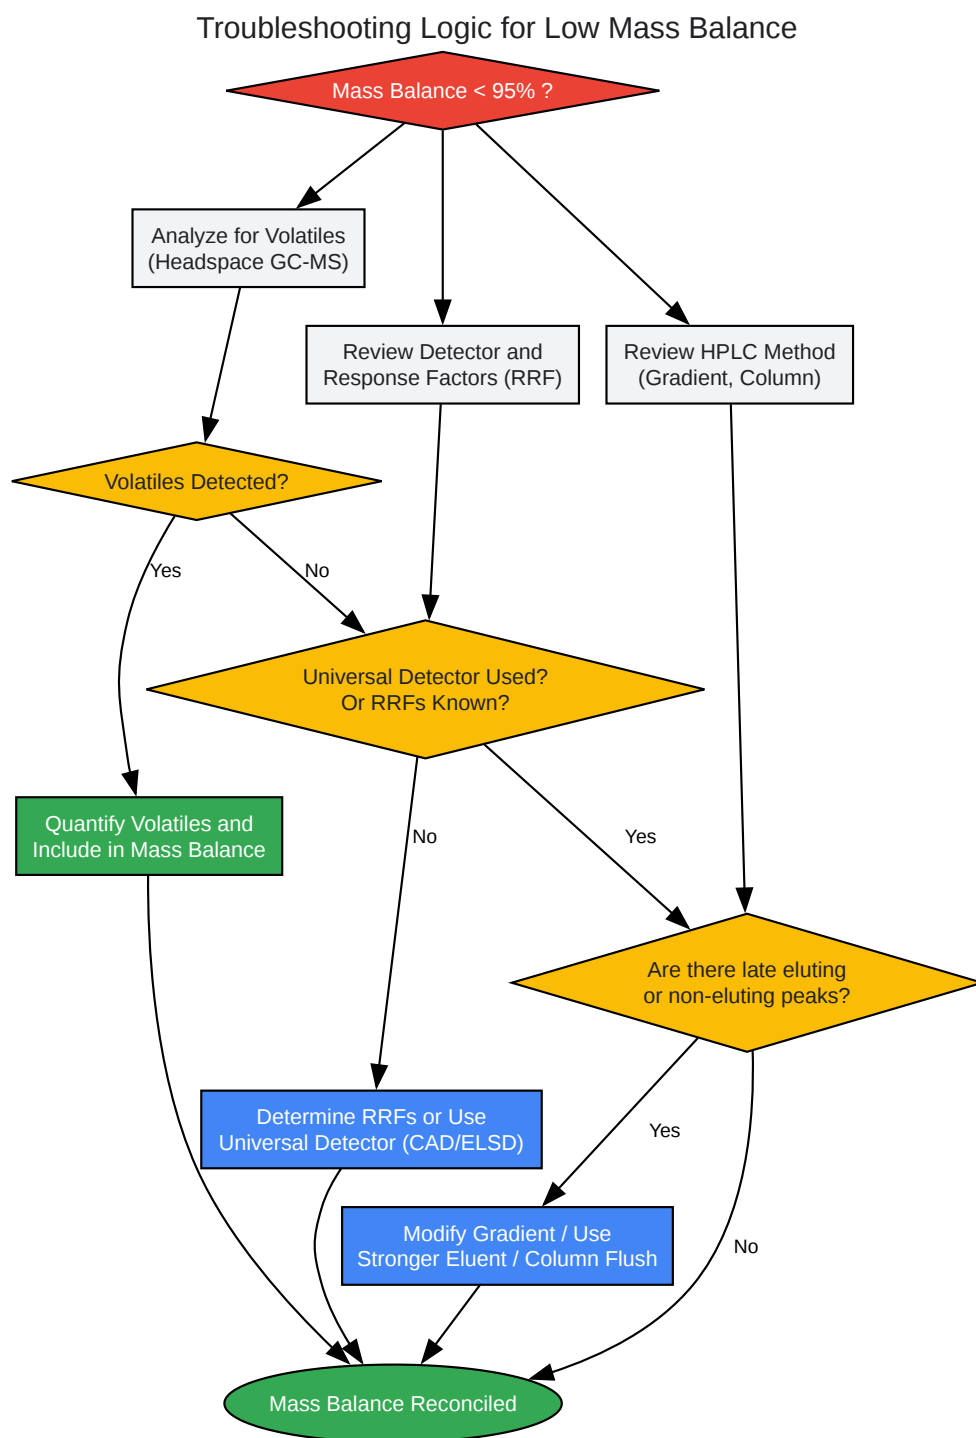 Troubleshooting Logic for Low Mass Balance
Mass Balance < 95% ?
Analyze for Volatiles
(Headspace GC-MS)
Review Detector and
Response Factors (RRF)
Review HPLC Method
(Gradient, Column)
Volatiles Detected?
Yes
No
Universal Detector Used?
Or RRFs Known?
Quantify Volatiles and
Include in Mass Balance
No
Yes
Are there late eluting
or non-eluting peaks?
Determine RRFs or Use
Universal Detector (CAD/ELSD)
Yes
Modify Gradient / Use
Stronger Eluent / Column Flush
No
Mass Balance Reconciled